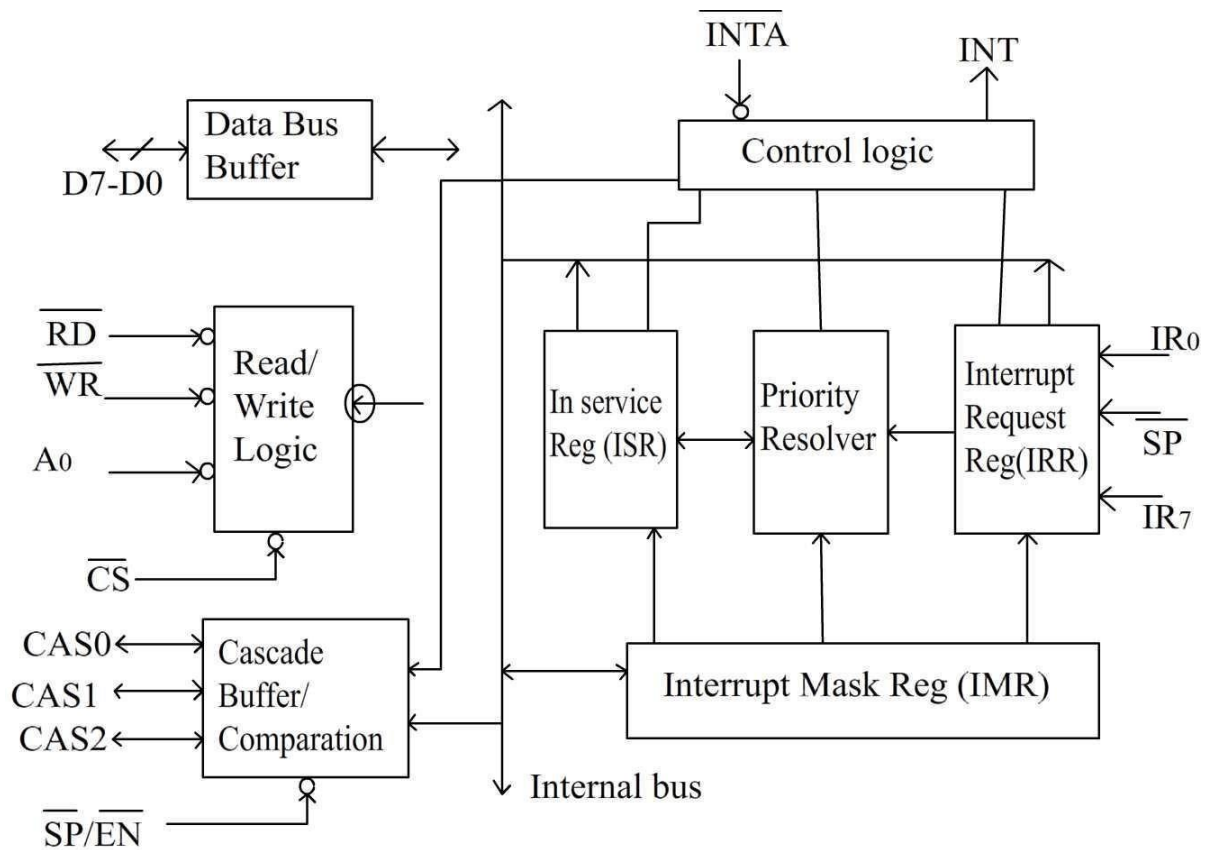 INTA
INT
Data Bus
Buffer
D7-D0
Control logic
RD
WR
A0
Read/
Write
Logic
CS
In service
Reg (ISR)
Priority
Resolver
Interrupt
Request
Reg(IRR)
IR0
SP
IR7
CAS0
CAS1
CAS2
Cascade
Buffer/
Comparation
SP/EN
Interrupt Mask Reg (IMR)
Internal bus